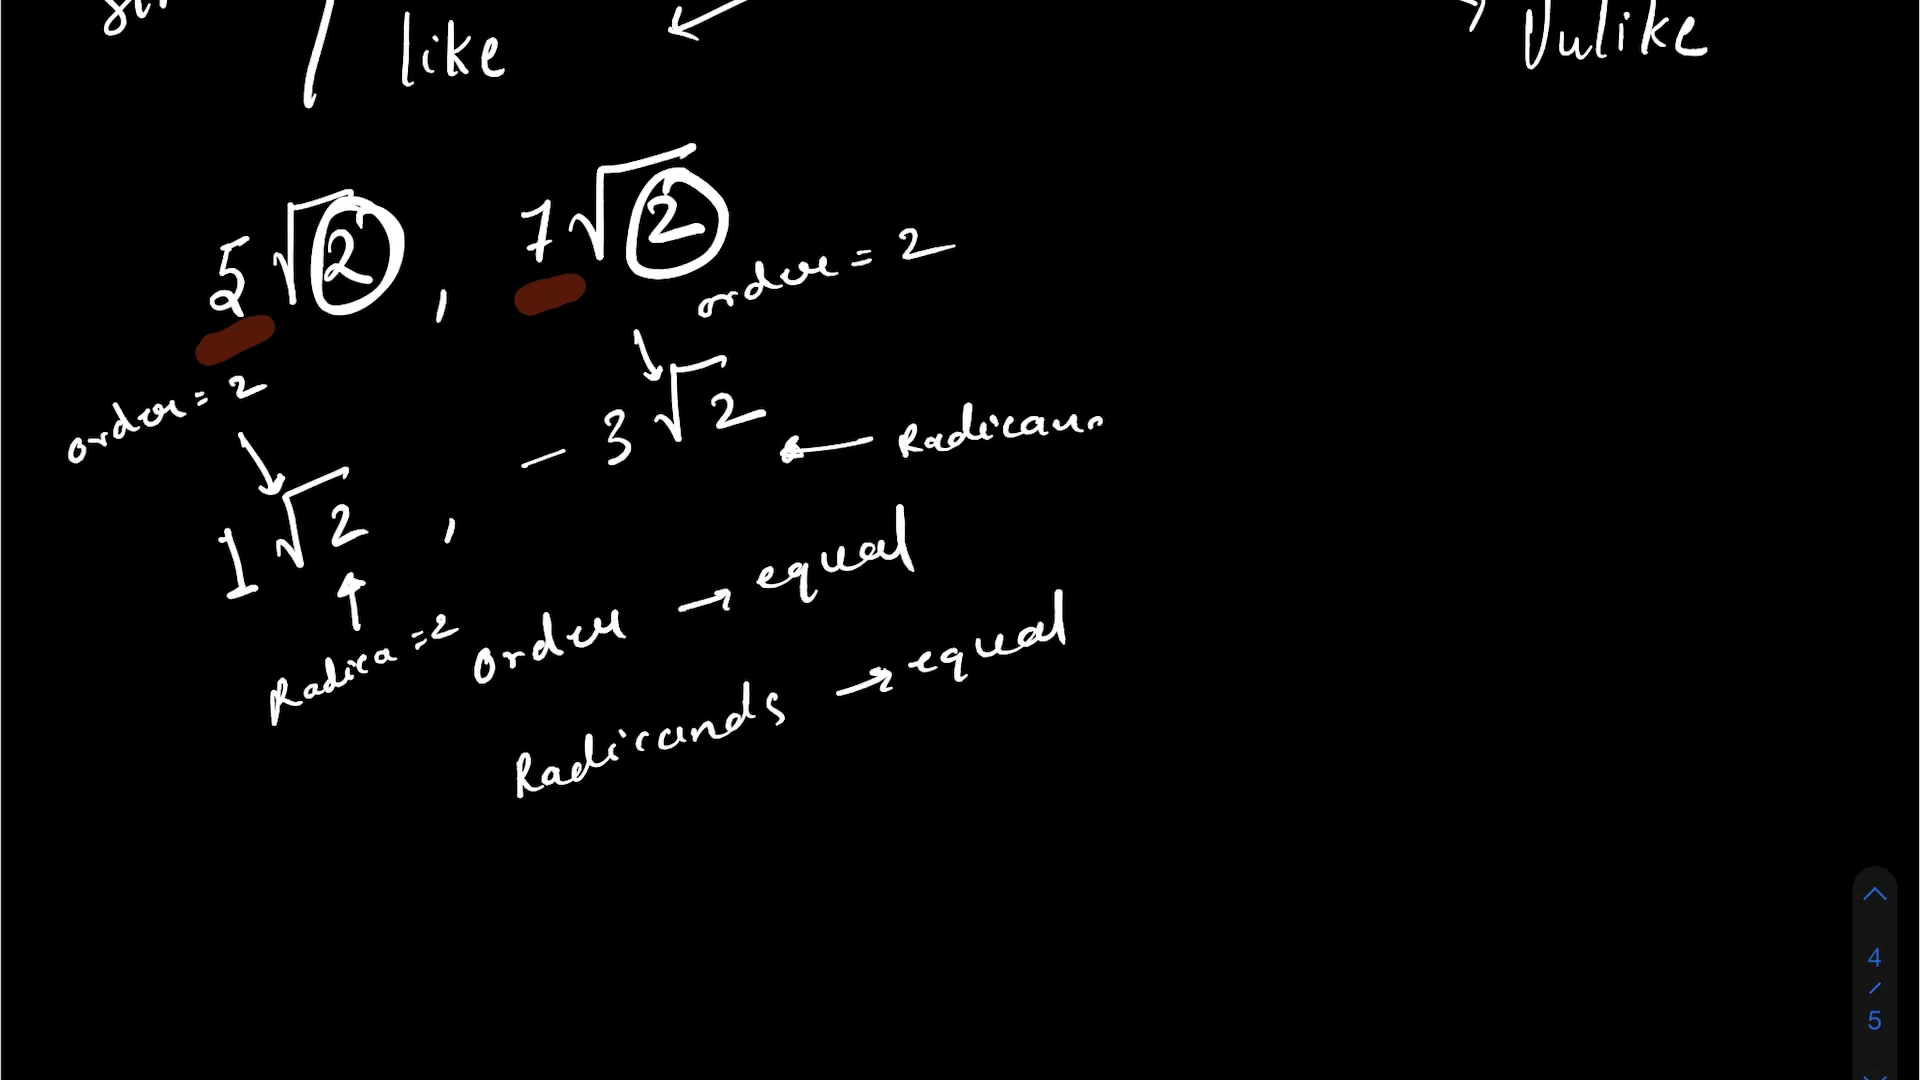 like
Unlike
5√2 , 7√2
order = 2
order = 2
1√2 , - 3√2 ← Radican
Radica = 2
order → equal
Radicands → equal
4
/
5